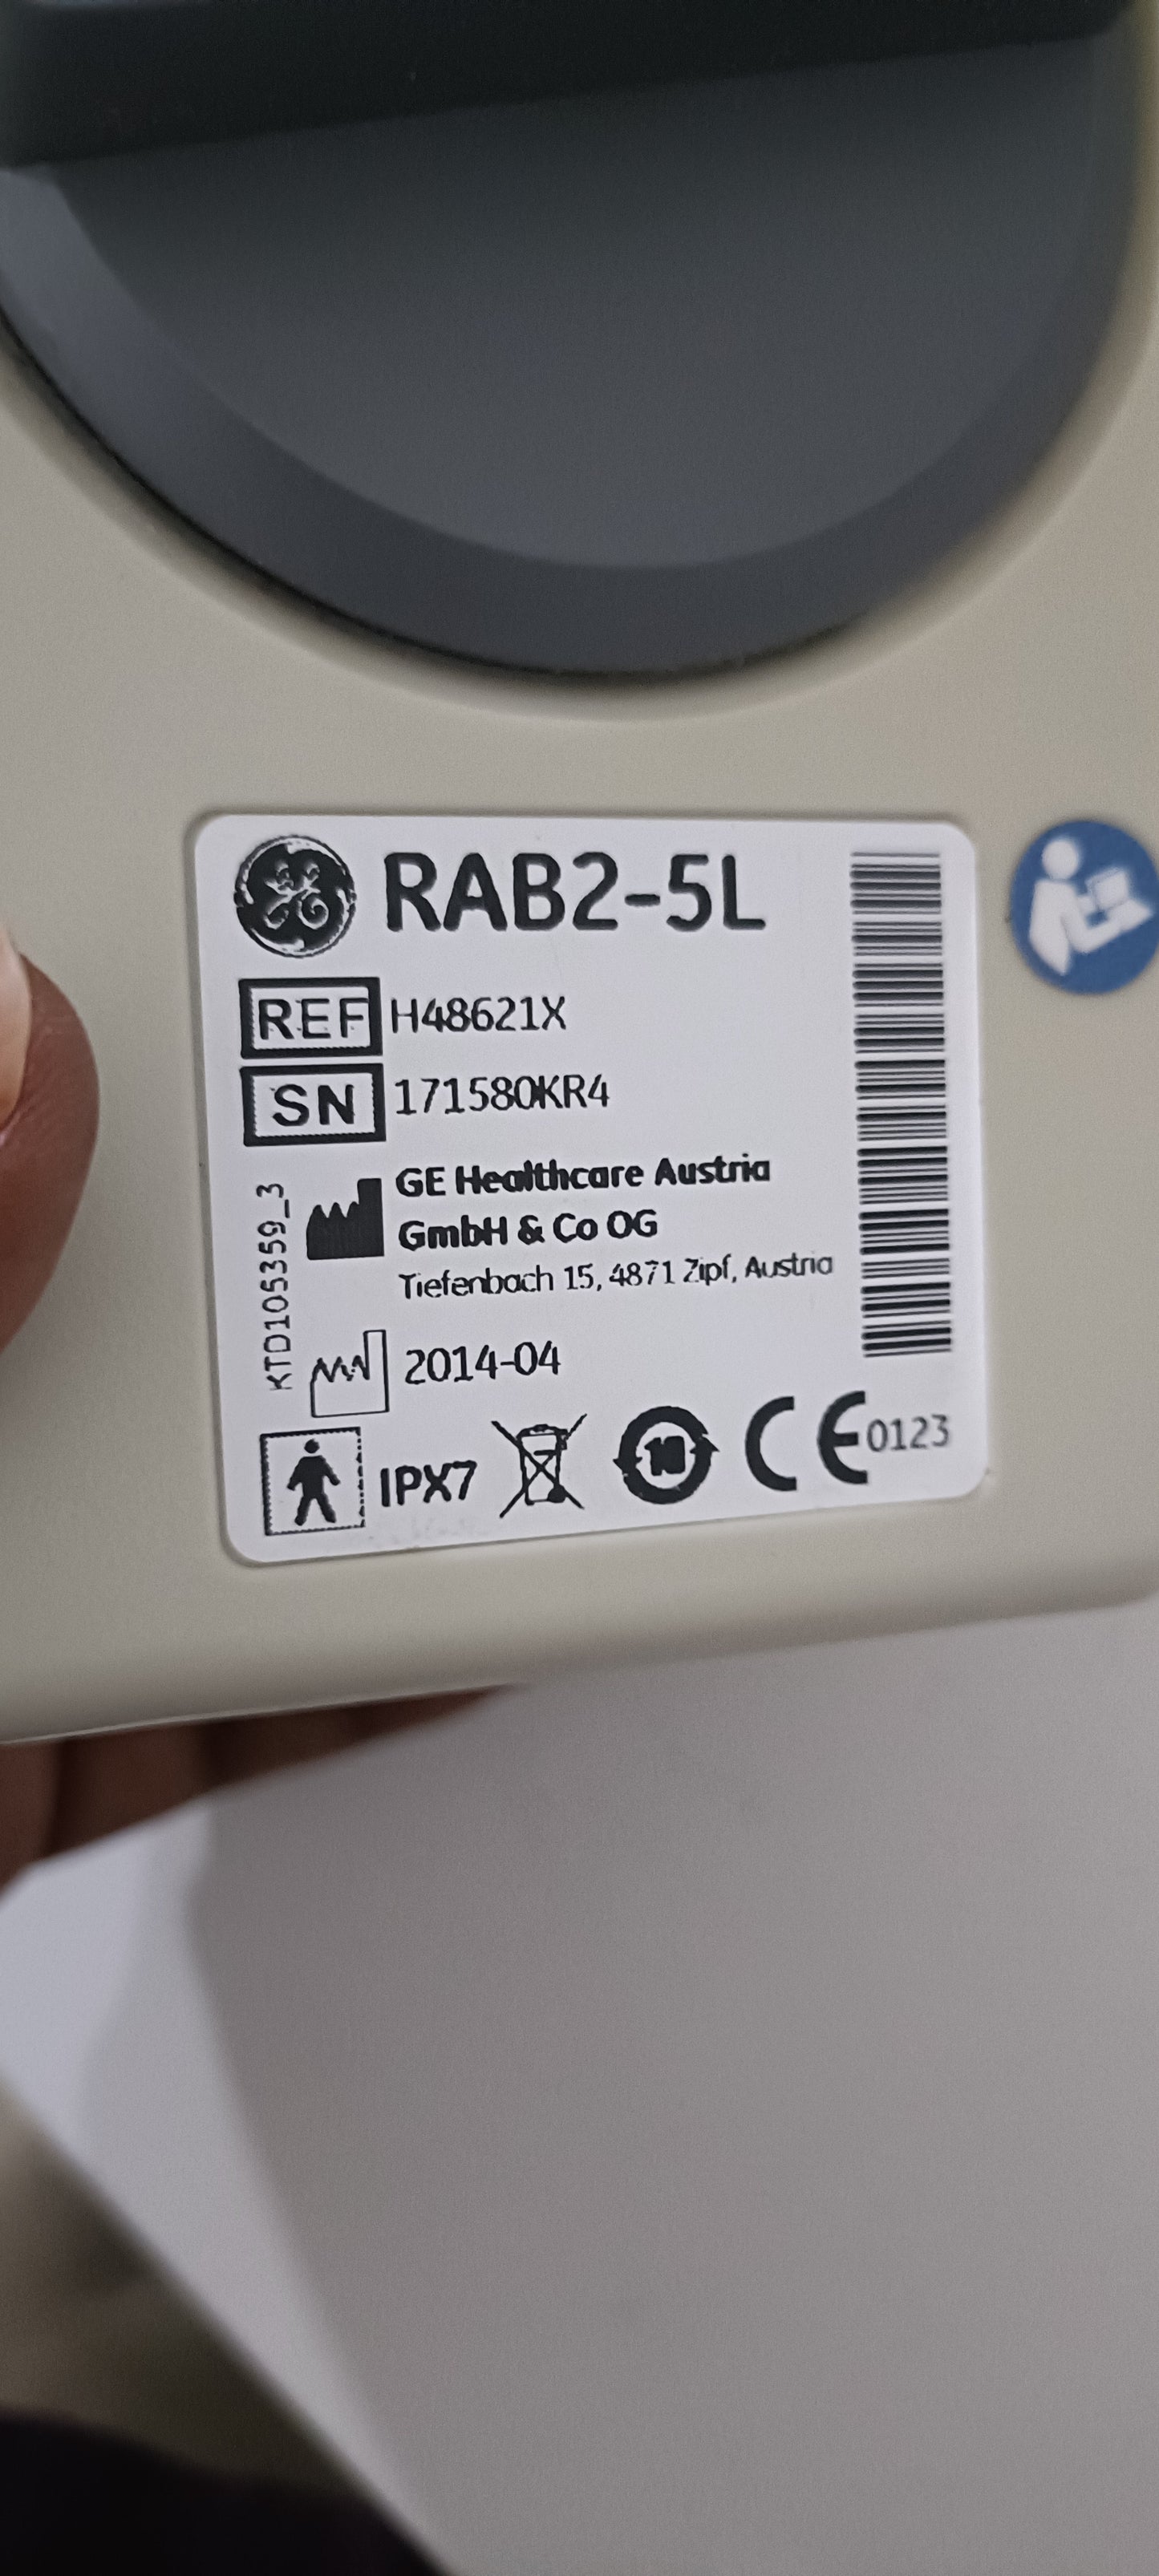 GE RAB2-5L
REF H48621X
SN 171580KR4
GE Healthcare Austria
GmbH & Co OG
Tiefenbach 15, 4871 Zipf, Austria
KTD105359_3
2014-04
IPX7 10 CE 0123